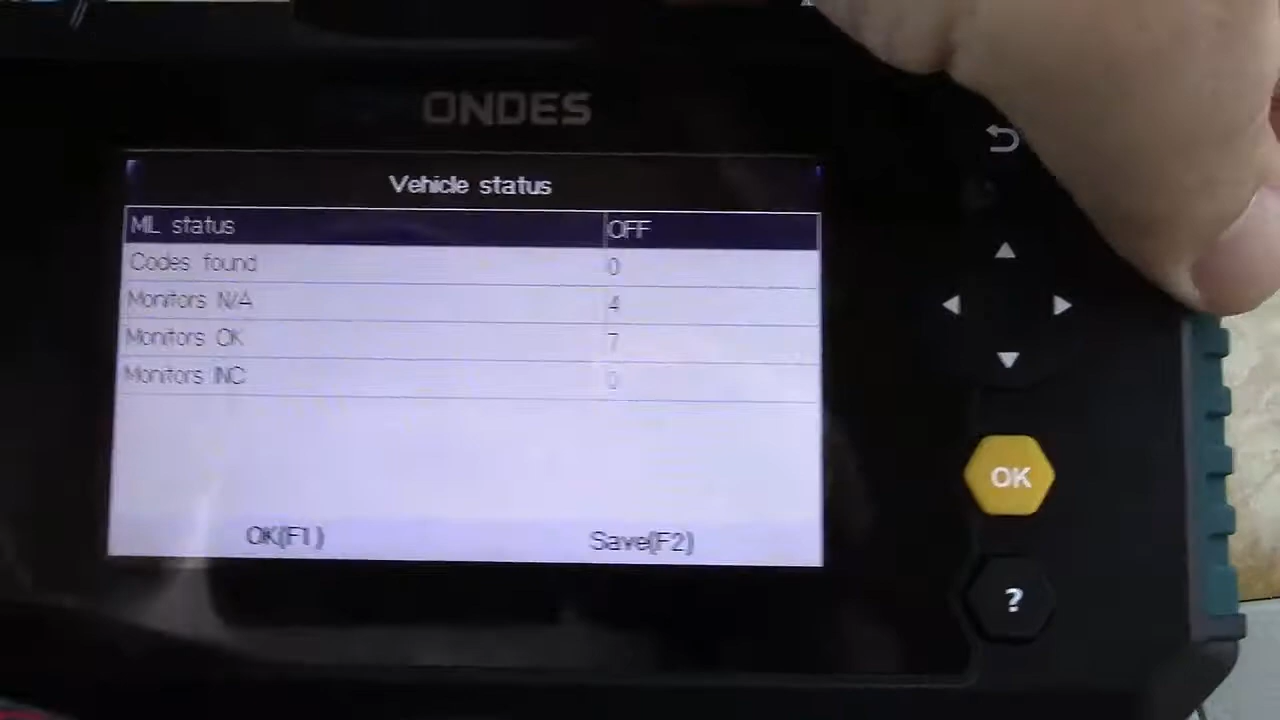 ONDES
Vehicle status
MIL status OFF
Codes found 0
Monitors N/A 4
Monitors OK 7
Monitors INC 0
OK(F1) Save(F2)
OK
?